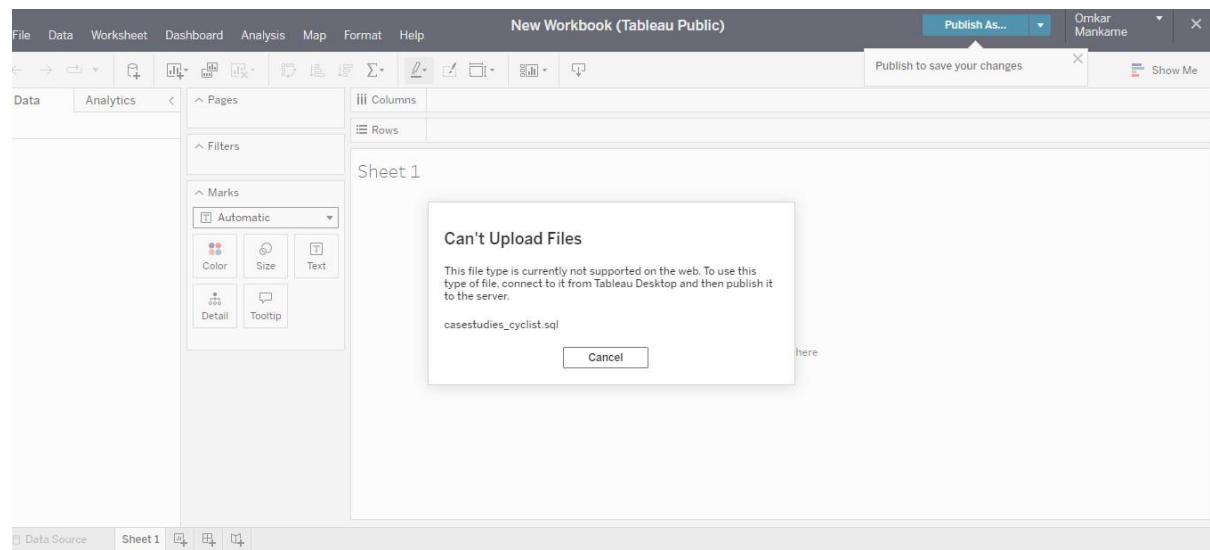 New Workbook (Tableau Public)
Publish As...
Omkar Mankame
File Data Worksheet Dashboard Analysis Map Format Help
Publish to save your changes
Show Me
Data Analytics
Pages
iii Columns
Rows
Filters
Sheet 1
Marks
Automatic
Color Size Text
Detail Tooltip
Can't Upload Files
This file type is currently not supported on the web. To use this
type of file, connect to it from Tableau Desktop and then publish it
to the server.
casestudies_cyclist.sql
Cancel
here
Data Source Sheet 1